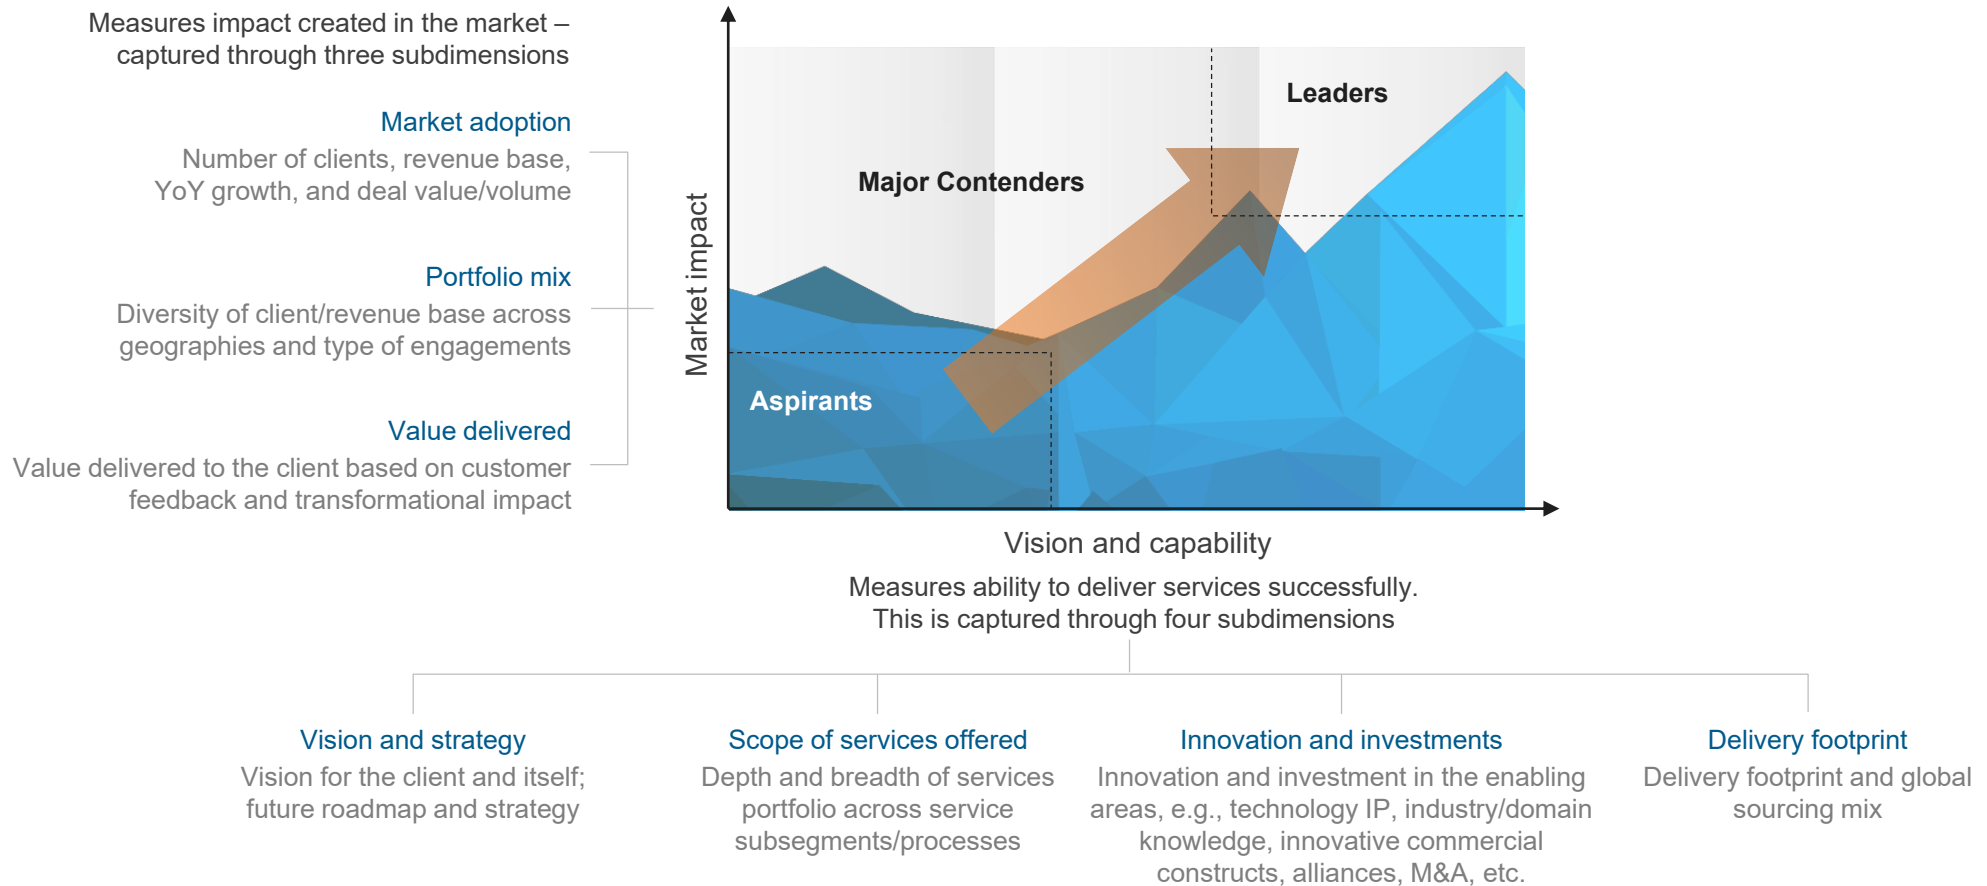 Measures impact created in the market –
captured through three subdimensions
Market adoption
Number of clients, revenue base,
YoY growth, and deal value/volume
Portfolio mix
Diversity of client/revenue base across
geographies and type of engagements
Value delivered
Value delivered to the client based on customer
feedback and transformational impact
Market impact
Leaders
Major Contenders
Aspirants
Vision and capability
Measures ability to deliver services successfully.
This is captured through four subdimensions
Vision and strategy
Vision for the client and itself;
future roadmap and strategy
Scope of services offered
Depth and breadth of services
portfolio across service
subsegments/processes
Innovation and investments
Innovation and investment in the enabling
areas, e.g., technology IP, industry/domain
knowledge, innovative commercial
constructs, alliances, M&A, etc.
Delivery footprint
Delivery footprint and global
sourcing mix